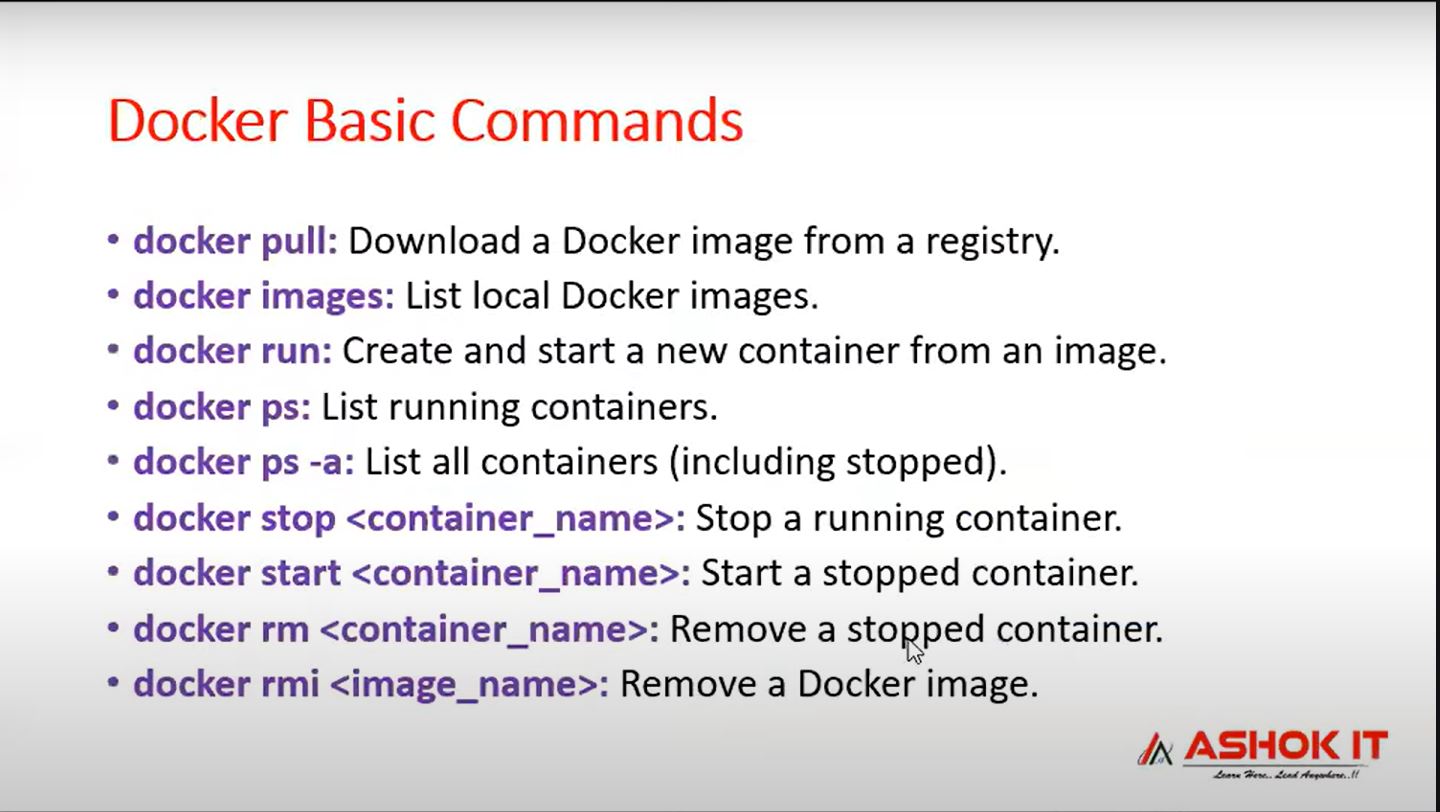 Docker Basic Commands
• docker pull: Download a Docker image from a registry.
• docker images: List local Docker images.
• docker run: Create and start a new container from an image.
• docker ps: List running containers.
• docker ps -a: List all containers (including stopped).
• docker stop <container_name>: Stop a running container.
• docker start <container_name>: Start a stopped container.
• docker rm <container_name>: Remove a stopped container.
• docker rmi <image_name>: Remove a Docker image.
ASHOK IT
Learn Here.. Lead Anywhere..!!